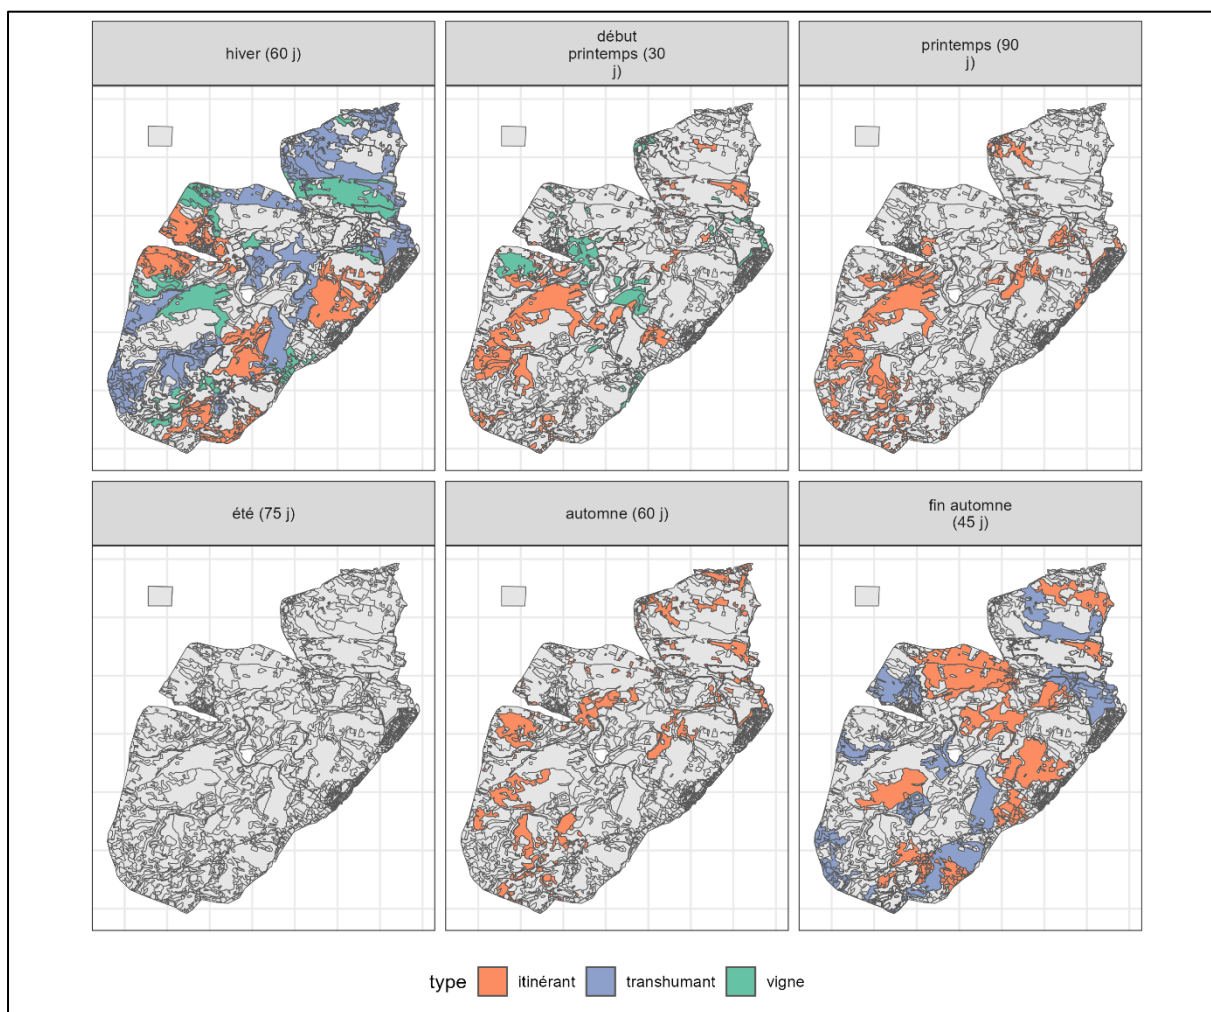 hiver (60 j)
début
printemps (30
j)
printemps (90
j)
été (75 j)
automne (60 j)
fin automne
(45 j)
type itinérant transhumant vigne